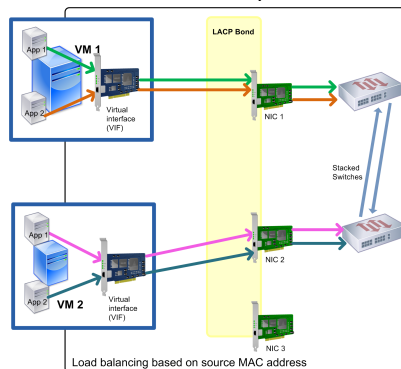 LACP Bond
App 1
VM 1
App 2
Virtual
interface
(VIF)
NIC 1
Stacked
Switches
App 1
App 2
VM 2
Virtual
interface
(VIF)
NIC 2
NIC 3
Load balancing based on source MAC address